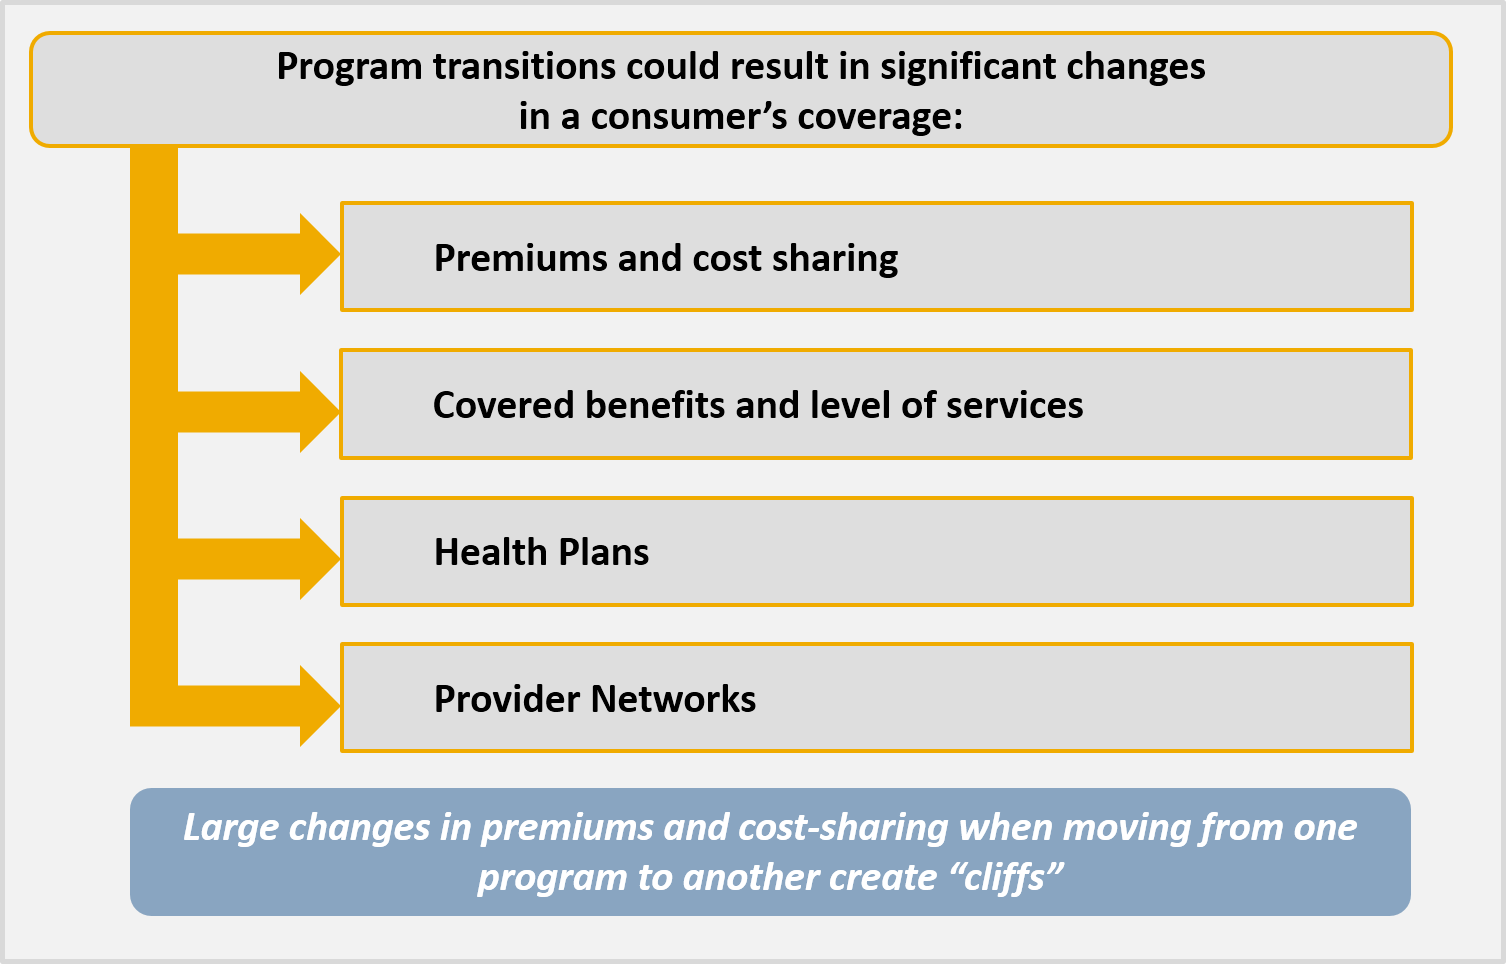 Program transitions could result in significant changes
in a consumer’s coverage:
Premiums and cost sharing
Covered benefits and level of services
Health Plans
Provider Networks
Large changes in premiums and cost-sharing when moving from one
program to another create “cliffs”